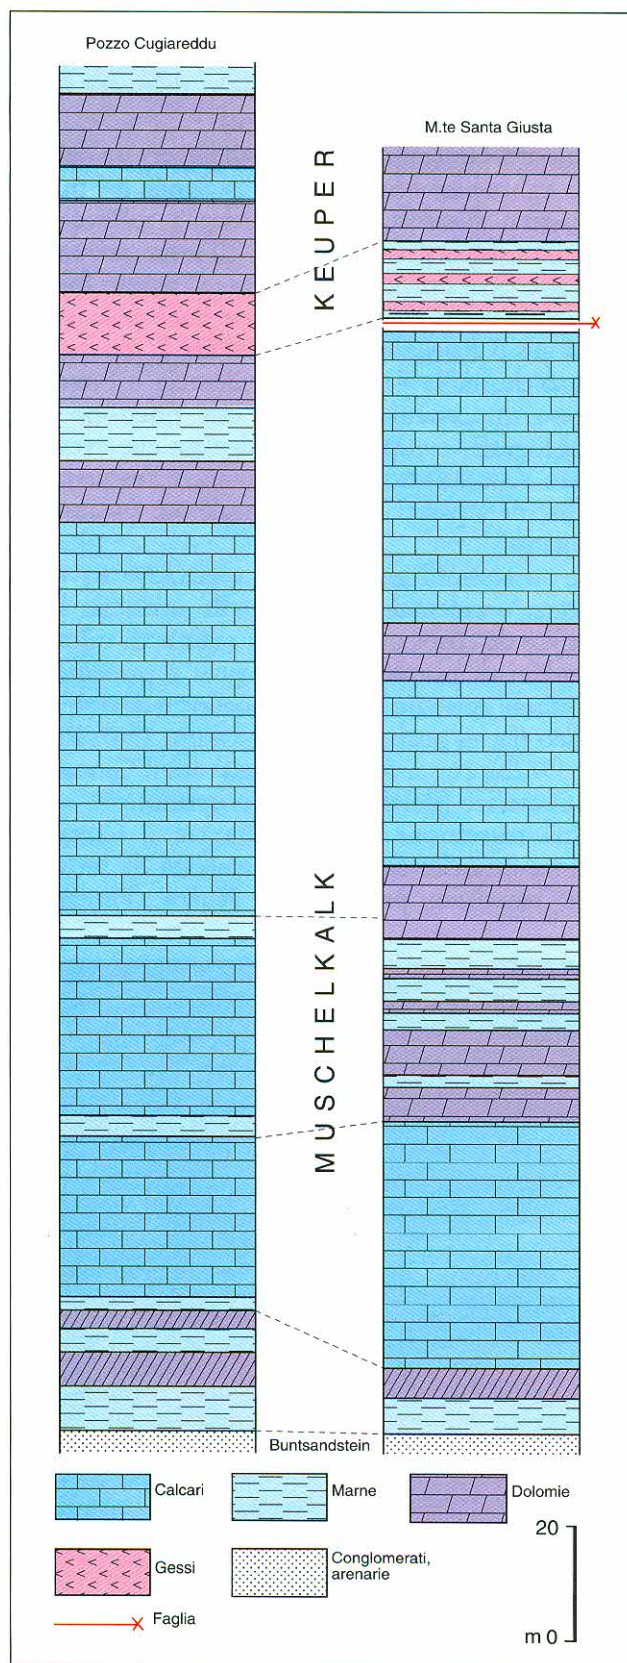 Pozzo Cugiareddu
M.te Santa Giusta
KEUPER
MUSCHELKALK
Buntsandstein
Calcari
Marne
Dolomie
Gessi
Conglomerati,
arenarie
Faglia
20
m 0